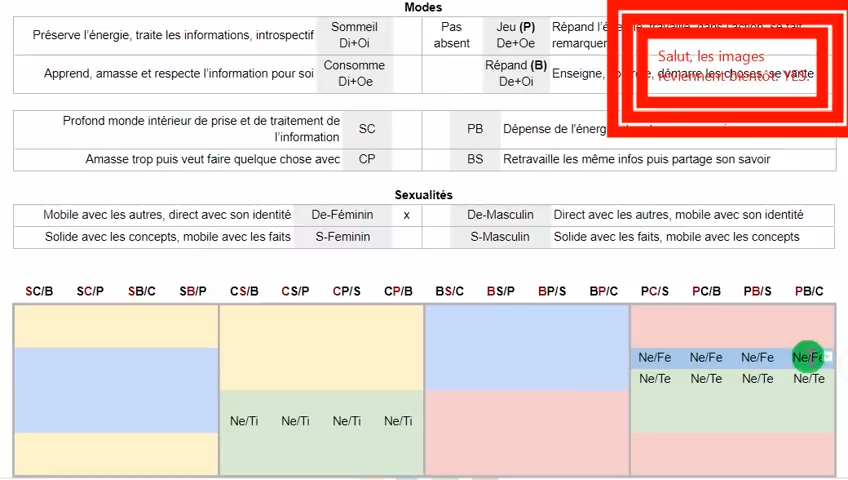 Modes
Préserve l'énergie, traite les informations, introspectif
Sommeil
Di+Oi
Pas
absent
Jeu (P)
De+Oe
Répand l'énergie, travaille, dans l'action, se fait
remarquer
Apprend, amasse et respecte l'information pour soi
Consomme
Di+Oe
Répand (B)
De+Oi
Enseigne, démarre les choses, se vante
Salut, les images
reviennent bientôt. YES.
Profond monde intérieur de prise et de traitement de
l'information
SC
PB
Dépense de l'énergie
Amasse trop puis veut faire quelque chose avec
CP
BS
Retravaille les même infos puis partage son savoir
Sexualités
Mobile avec les autres, direct avec son identité
De-Féminin
x
De-Masculin
Direct avec les autres, mobile avec son identité
Solide avec les concepts, mobile avec les faits
S-Feminin
S-Masculin
Solide avec les faits, mobile avec les concepts
SC/B SC/P SB/C SB/P CS/B CS/P CP/S CP/B BS/C BS/P BP/S BP/C PC/S PC/B PB/S PB/C
Ne/Fe Ne/Fe Ne/Fe Ne/Fe
Ne/Te Ne/Te Ne/Te Ne/Te
Ne/Ti Ne/Ti Ne/Ti Ne/Ti